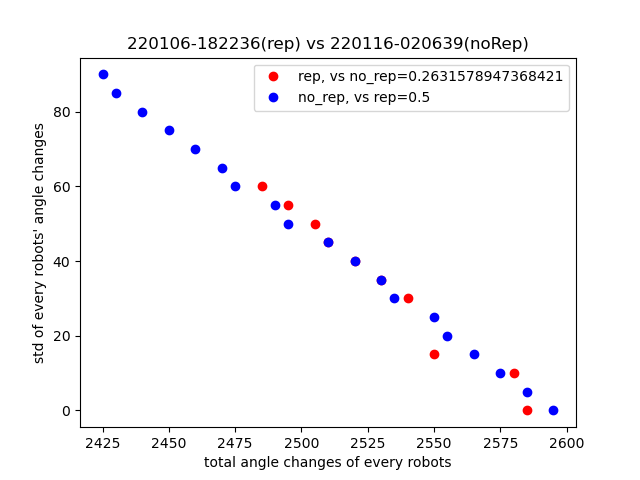 220106-182236(rep) vs 220116-020639(noRep)
rep, vs no_rep=0.2631578947368421
no_rep, vs rep=0.5
std of every robots' angle changes
80
60
40
20
0
2425 2450 2475 2500 2525 2550 2575 2600
total angle changes of every robots